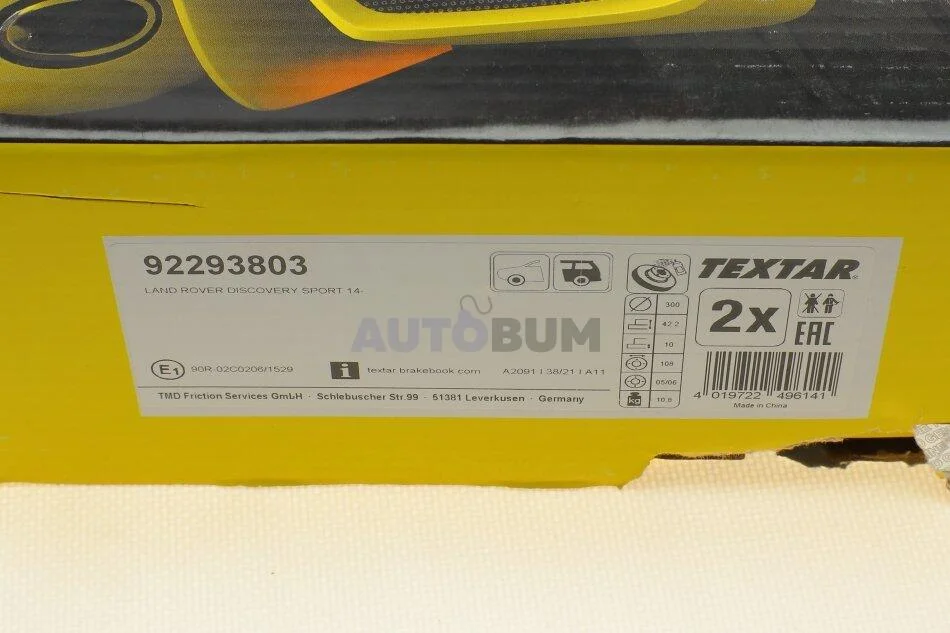 92293803
LAND ROVER DISCOVERY SPORT 14-
TEXTAR
300
42.2
10
108
05/06
10,8
kg
2x
EAC
AUTOBUM
E1 90R-02C0206/1529
i textar brakebook com
A2091 I 38/21 I A11
TMD Friction Services GmbH · Schlebuscher Str.99 · 51381 Leverkusen · Germany
4 019722 496141
Made in China